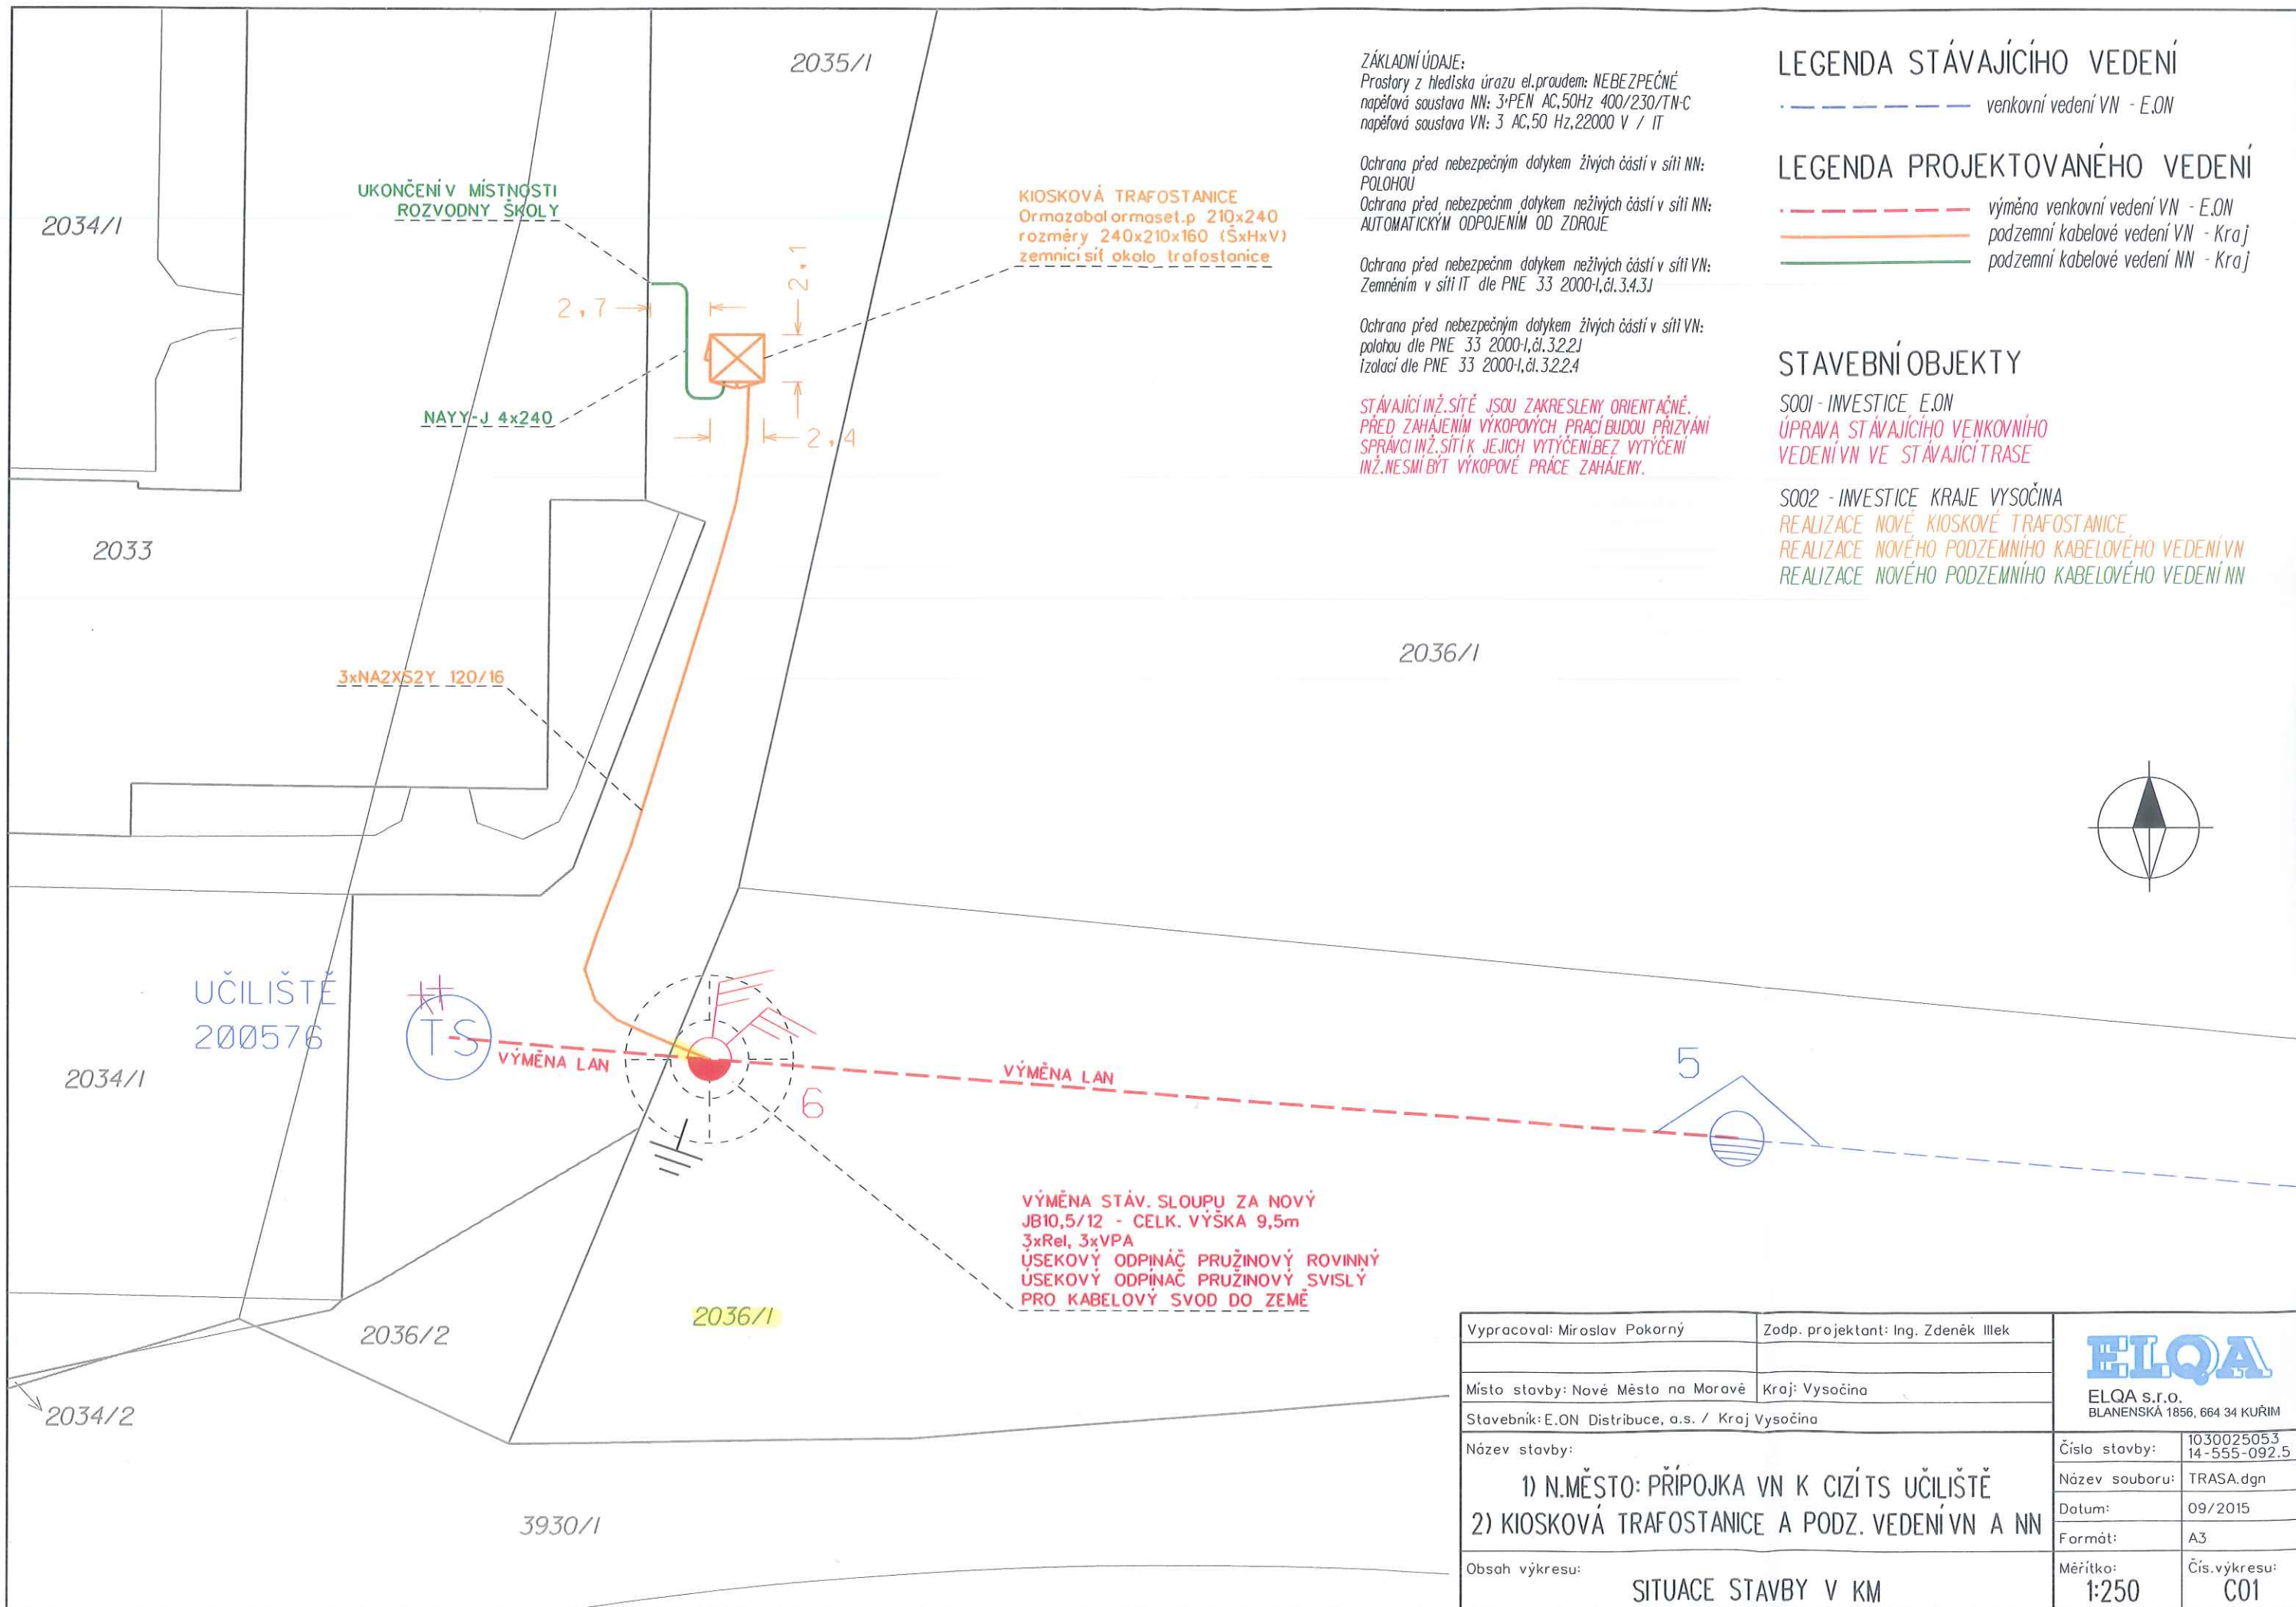 2035/1
2034/1
UKONČENÍ V MÍSTNOSTI
ROZVODNY ŠKOLY
KIOSKOVÁ TRAFOSTANICE
Ormazabal ormaset.p 210x240
rozměry 240x210x160 (ŠxHxV)
zemnící síť okolo trafostanice
2,7
2,1
NAYY-J 4x240
2,4
2033
3xNA2XS2Y 120/16
2036/1
ZÁKLADNÍ ÚDAJE:
Prostory z hlediska úrazu el.proudem: NEBEZPEČNÉ
napěťová soustava NN: 3+PEN AC,50Hz 400/230/TN-C
napěťová soustava VN: 3 AC,50 Hz,22000 V / IT
Ochrana před nebezpečným dotykem živých částí v síti NN:
POLOHOU
Ochrana před nebezpečnm dotykem neživých částí v síti NN:
AUTOMATICKÝM ODPOJENÍM OD ZDROJE
Ochrana před nebezpečnm dotykem neživých částí v síti VN:
Zemněním v síti IT dle PNE 33 2000-1,čl.3.4.3.1
Ochrana před nebezpečným dotykem živých částí v síti VN:
polohou dle PNE 33 2000-1,čl.3.2.2.1
izolací dle PNE 33 2000-1,čl.3.2.2.4
STÁVAJÍCÍ INŽ.SÍTĚ JSOU ZAKRESLENY ORIENTAČNĚ.
PŘED ZAHÁJENÍM VÝKOPOVÝCH PRACÍ BUDOU PŘIZVÁNI
SPRÁVCI INŽ.SÍTÍ K JEJICH VYTÝČENÍ.BEZ VYTÝČENÍ
INŽ.NESMÍ BÝT VÝKOPOVÉ PRÁCE ZAHÁJENY.
LEGENDA STÁVAJÍCÍHO VEDENÍ
venkovní vedení VN - E.ON
LEGENDA PROJEKTOVANÉHO VEDENÍ
výměna venkovní vedení VN - E.ON
podzemní kabelové vedení VN - Kraj
podzemní kabelové vedení NN - Kraj
STAVEBNÍ OBJEKTY
SO01 - INVESTICE E.ON
ÚPRAVA STÁVAJÍCÍHO VENKOVNÍHO
VEDENÍ VN VE STÁVAJÍCÍ TRASE
SO02 - INVESTICE KRAJE VYSOČINA
REALIZACE NOVÉ KIOSKOVÉ TRAFOSTANICE
REALIZACE NOVÉHO PODZEMNÍHO KABELOVÉHO VEDENÍ VN
REALIZACE NOVÉHO PODZEMNÍHO KABELOVÉHO VEDENÍ NN
UČILIŠTĚ
200576
TS
VÝMĚNA LAN
VÝMĚNA LAN
6
5
2034/1
VÝMĚNA STÁV. SLOUPU ZA NOVÝ
JB10,5/12 - CELK. VÝŠKA 9,5m
3xRel, 3xVPA
ÚSEKOVÝ ODPINÁČ PRUŽINOVÝ ROVINNÝ
ÚSEKOVÝ ODPÍNAČ PRUŽINOVÝ SVISLÝ
PRO KABELOVÝ SVOD DO ZEMĚ
2036/1
2036/2
2034/2
3930/1
Vypracoval: Miroslav Pokorný
Zodp. projektant: Ing. Zdeněk Illek
Místo stavby: Nové Město na Moravě
Kraj: Vysočina
Stavebník: E.ON Distribuce, a.s. / Kraj Vysočina
ELQA
ELQA s.r.o.
BLANENSKÁ 1856, 664 34 KUŘIM
Název stavby:
1) N.MĚSTO: PŘÍPOJKA VN K CIZÍ TS UČILIŠTĚ
2) KIOSKOVÁ TRAFOSTANICE A PODZ. VEDENÍ VN A NN
Číslo stavby: 1030025053
14-555-092.5
Název souboru: TRASA.dgn
Datum: 09/2015
Formát: A3
Obsah výkresu:
SITUACE STAVBY V KM
Měřítko:
1:250
Čís.výkresu:
C01